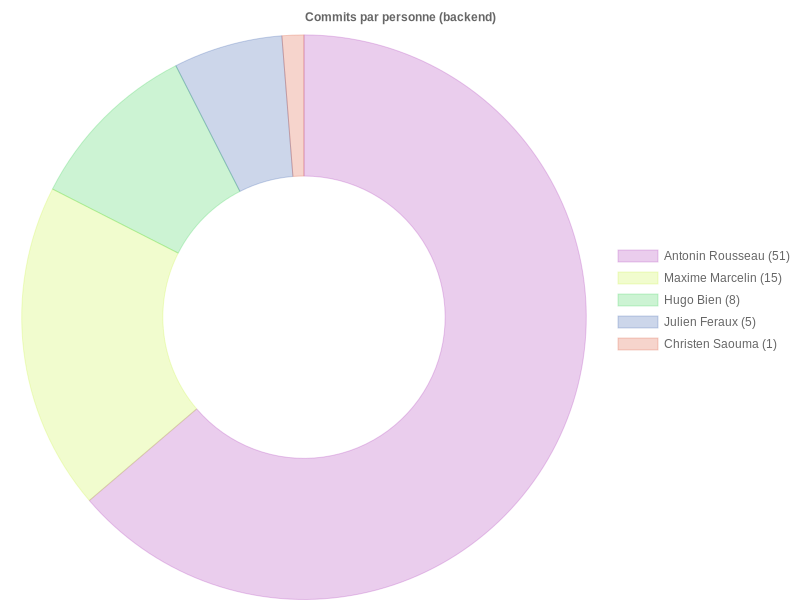 Commits par personne (backend)
Antonin Rousseau (51)
Maxime Marcelin (15)
Hugo Bien (8)
Julien Feraux (5)
Christen Saouma (1)